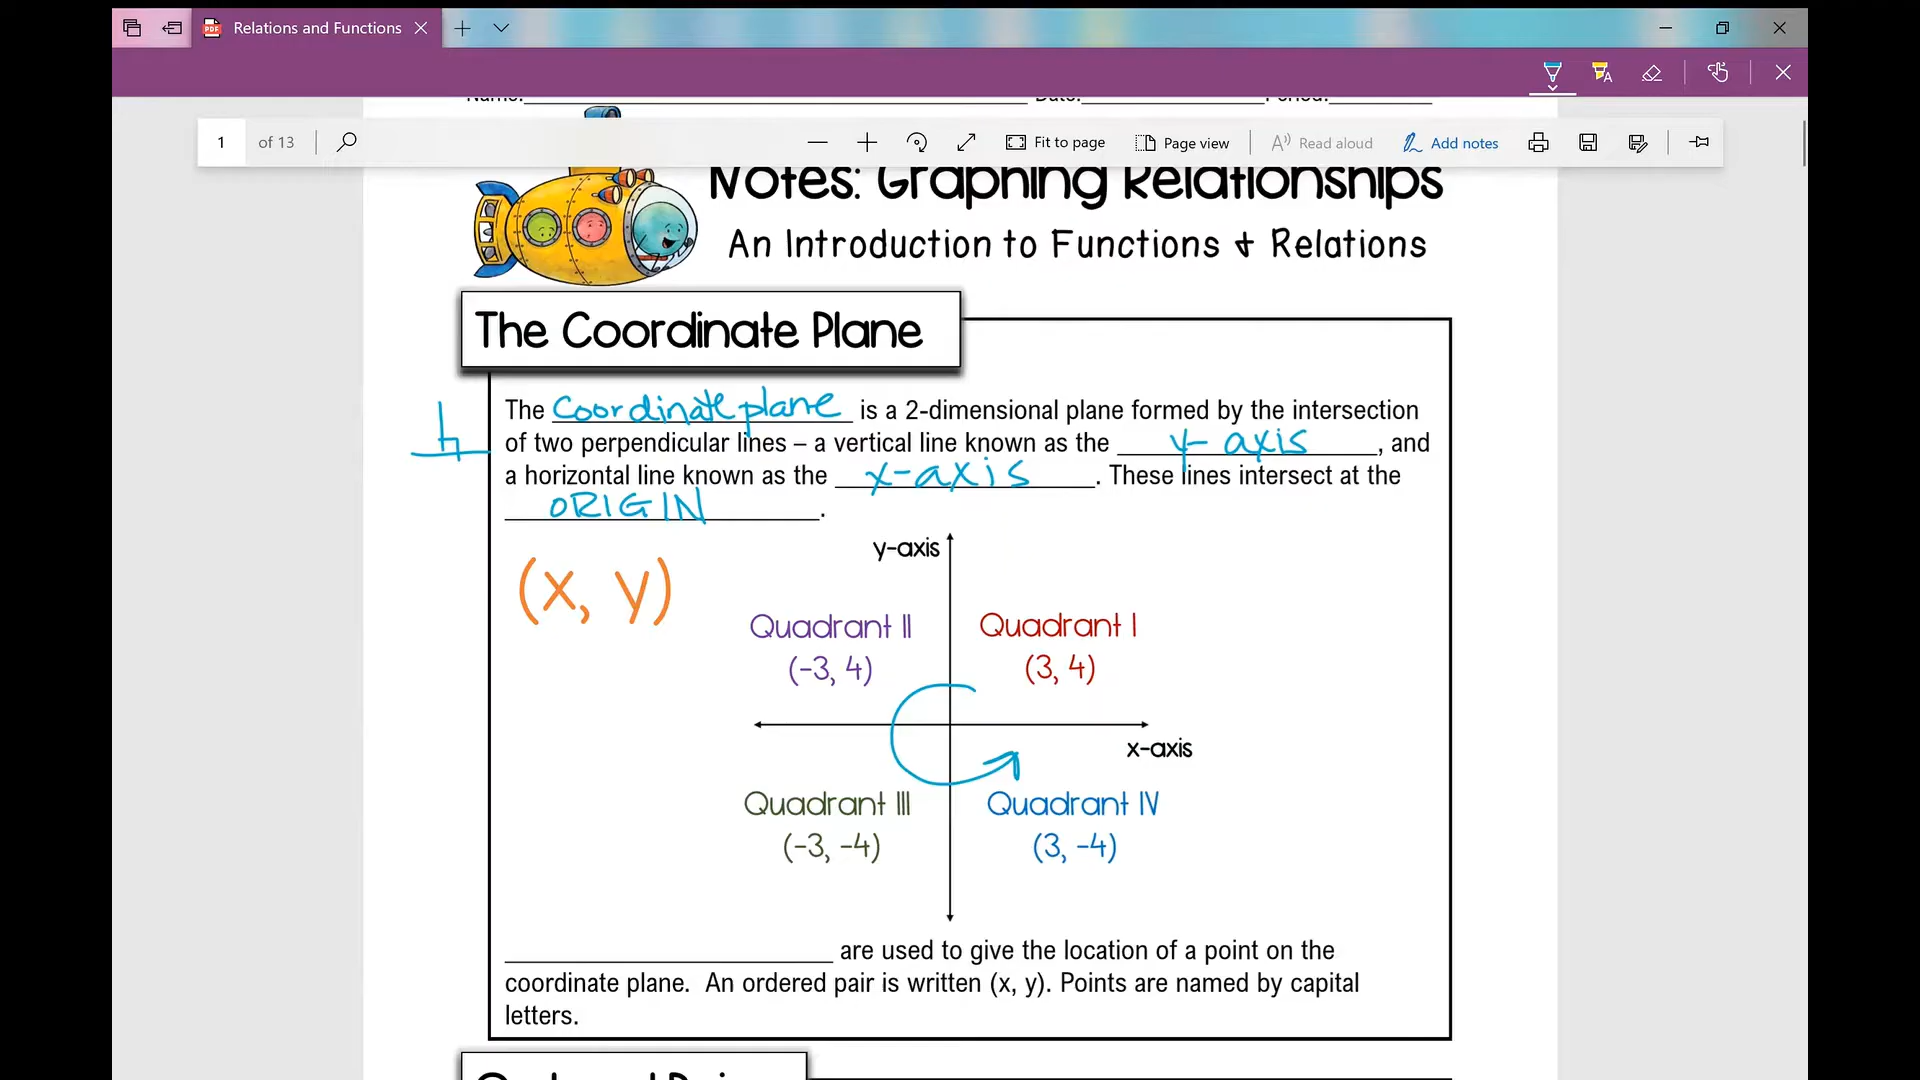 Relations and Functions
1 of 13 Fit to page Page view Read aloud Add notes
Name: Date: Period:
Notes: Graphing Relationships
An Introduction to Functions & Relations
The Coordinate Plane
The coordinate plane is a 2-dimensional plane formed by the intersection
of two perpendicular lines – a vertical line known as the y-axis, and
a horizontal line known as the x-axis. These lines intersect at the
ORIGIN.
(x, y)
y-axis
Quadrant II Quadrant I
(-3, 4) (3, 4)
x-axis
Quadrant III Quadrant IV
(-3, -4) (3, -4)
are used to give the location of a point on the
coordinate plane. An ordered pair is written (x, y). Points are named by capital
letters.